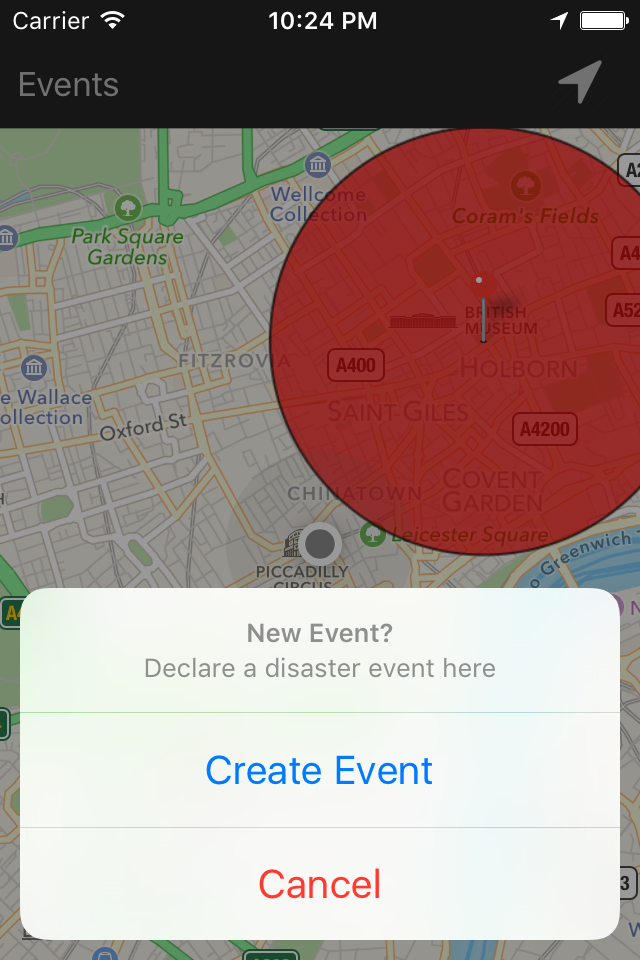 Carrier
10:24 PM
Events
Wellcome
Collection
Coram's Fields
Park Square
Gardens
BRITISH
MUSEUM
FITZROVIA
A400
HOLBORN
e Wallace
ollection
Oxford St
SAINT GILES
A4200
CHINATOWN
COVENT
GARDEN
Leicester Square
PICCADILLY
CIRCUS
o Greenwich
New Event?
Declare a disaster event here
Create Event
Cancel